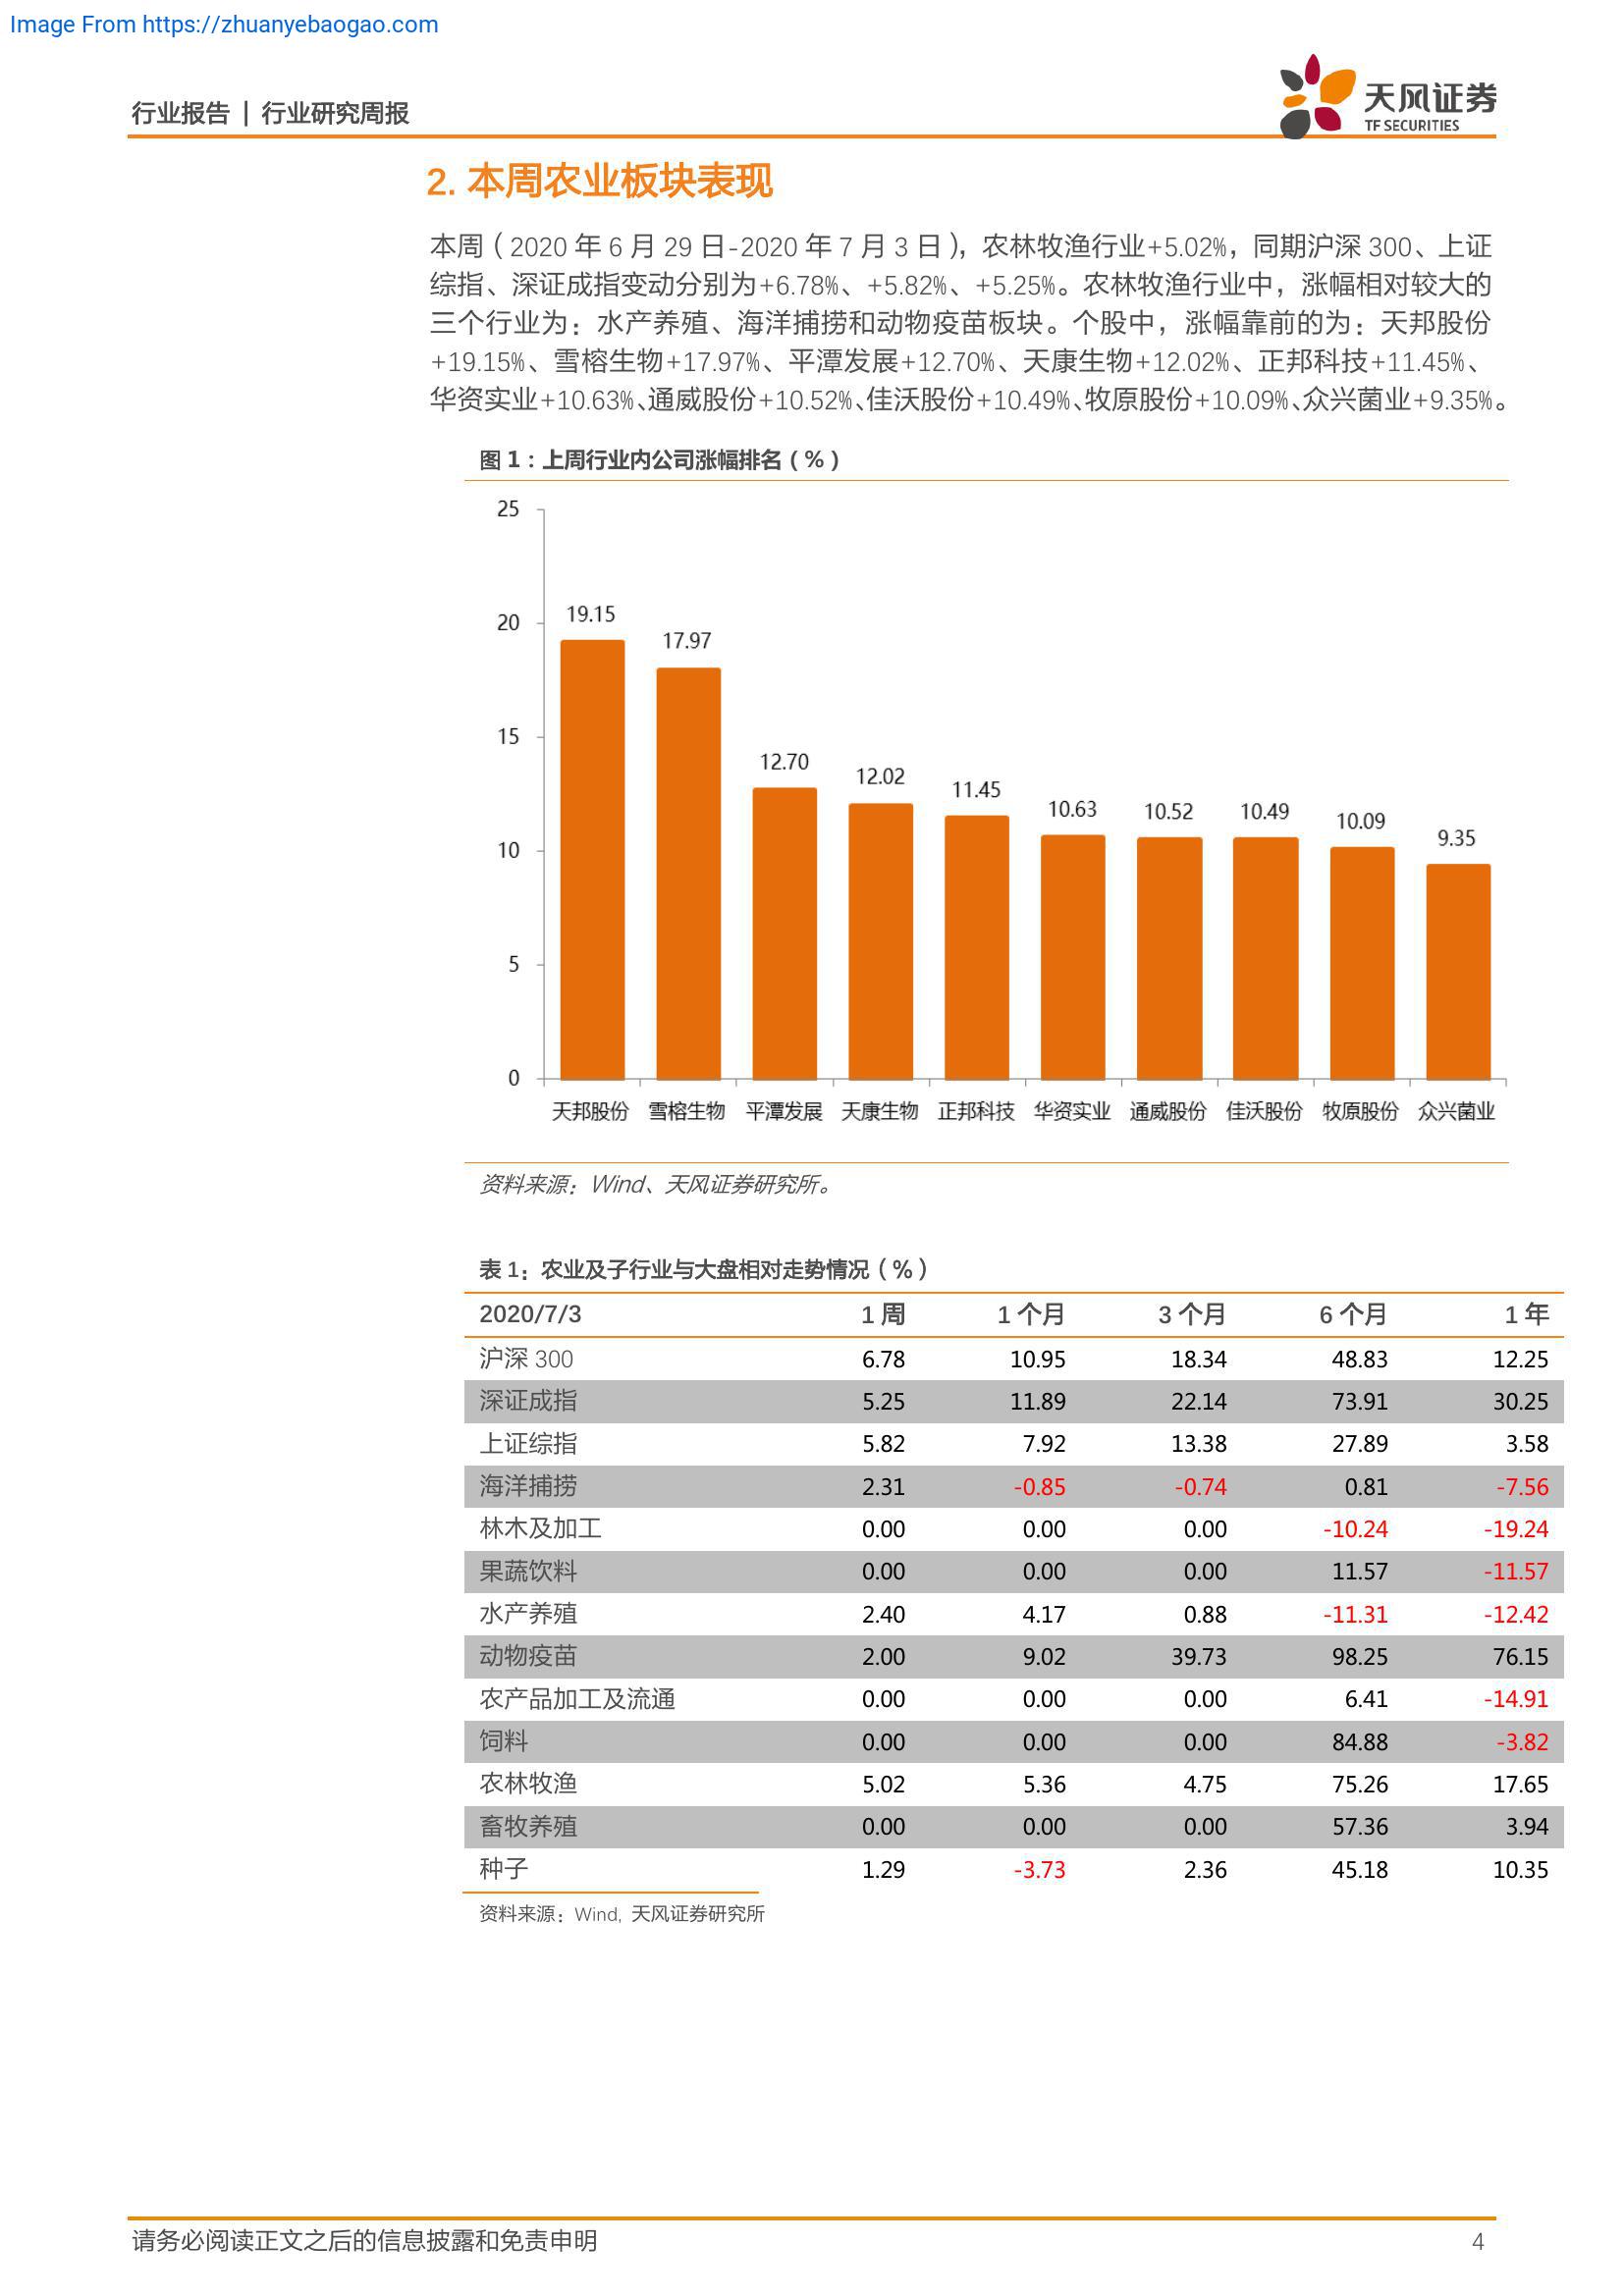 Image From https://zhuanyebaogao.com
行业报告 | 行业研究周报
天风证券
TF SECURITIES
2. 本周农业板块表现
本周（2020 年 6 月 29 日-2020 年 7 月 3 日），农林牧渔行业+5.02%，同期沪深 300、上证
综指、深证成指变动分别为+6.78%、+5.82%、+5.25%。农林牧渔行业中，涨幅相对较大的
三个行业为：水产养殖、海洋捕捞和动物疫苗板块。个股中，涨幅靠前的为：天邦股份
+19.15%、雪榕生物+17.97%、平潭发展+12.70%、天康生物+12.02%、正邦科技+11.45%、
华资实业+10.63%、通威股份+10.52%、佳沃股份+10.49%、牧原股份+10.09%、众兴菌业+9.35%。
图 1：上周行业内公司涨幅排名（%）
25
20
15
10
5
0
19.15 17.97 12.70 12.02 11.45 10.63 10.52 10.49 10.09 9.35
天邦股份 雪榕生物 平潭发展 天康生物 正邦科技 华资实业 通威股份 佳沃股份 牧原股份 众兴菌业
资料来源：Wind、天风证券研究所。
表 1：农业及子行业与大盘相对走势情况（%）
2020/7/3 1 周 1 个月 3 个月 6 个月 1 年
沪深 300 6.78 10.95 18.34 48.83 12.25
深证成指 5.25 11.89 22.14 73.91 30.25
上证综指 5.82 7.92 13.38 27.89 3.58
海洋捕捞 2.31 -0.85 -0.74 0.81 -7.56
林木及加工 0.00 0.00 0.00 -10.24 -19.24
果蔬饮料 0.00 0.00 0.00 11.57 -11.57
水产养殖 2.40 4.17 0.88 -11.31 -12.42
动物疫苗 2.00 9.02 39.73 98.25 76.15
农产品加工及流通 0.00 0.00 0.00 6.41 -14.91
饲料 0.00 0.00 0.00 84.88 -3.82
农林牧渔 5.02 5.36 4.75 75.26 17.65
畜牧养殖 0.00 0.00 0.00 57.36 3.94
种子 1.29 -3.73 2.36 45.18 10.35
资料来源：Wind, 天风证券研究所
请务必阅读正文之后的信息披露和免责申明 4